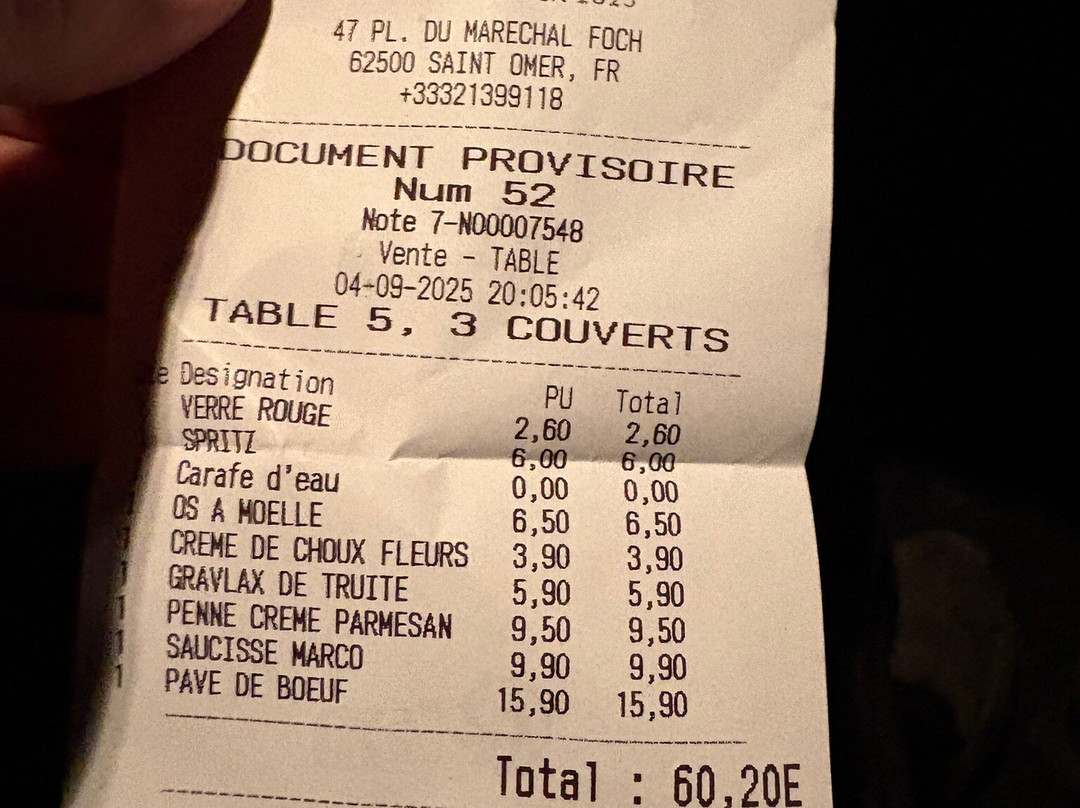 47 PL. DU MARECHAL FOCH
62500 SAINT OMER, FR
+33321399118
DOCUMENT PROVISOIRE
Num 52
Note 7-N00007548
Vente - TABLE
04-09-2025 20:05:42
TABLE 5, 3 COUVERTS
Designation PU Total
VERRE ROUGE 2,60 2,60
SPRITZ 6,00 6,00
Carafe d'eau 0,00 0,00
OS A MOELLE 6,50 6,50
CREME DE CHOUX FLEURS 3,90 3,90
GRAVLAX DE TRUITE 5,90 5,90
1 PENNE CREME PARMESAN 9,50 9,50
1 SAUCISSE MARCO 9,90 9,90
1 PAVE DE BOEUF 15,90 15,90
Total : 60,20E